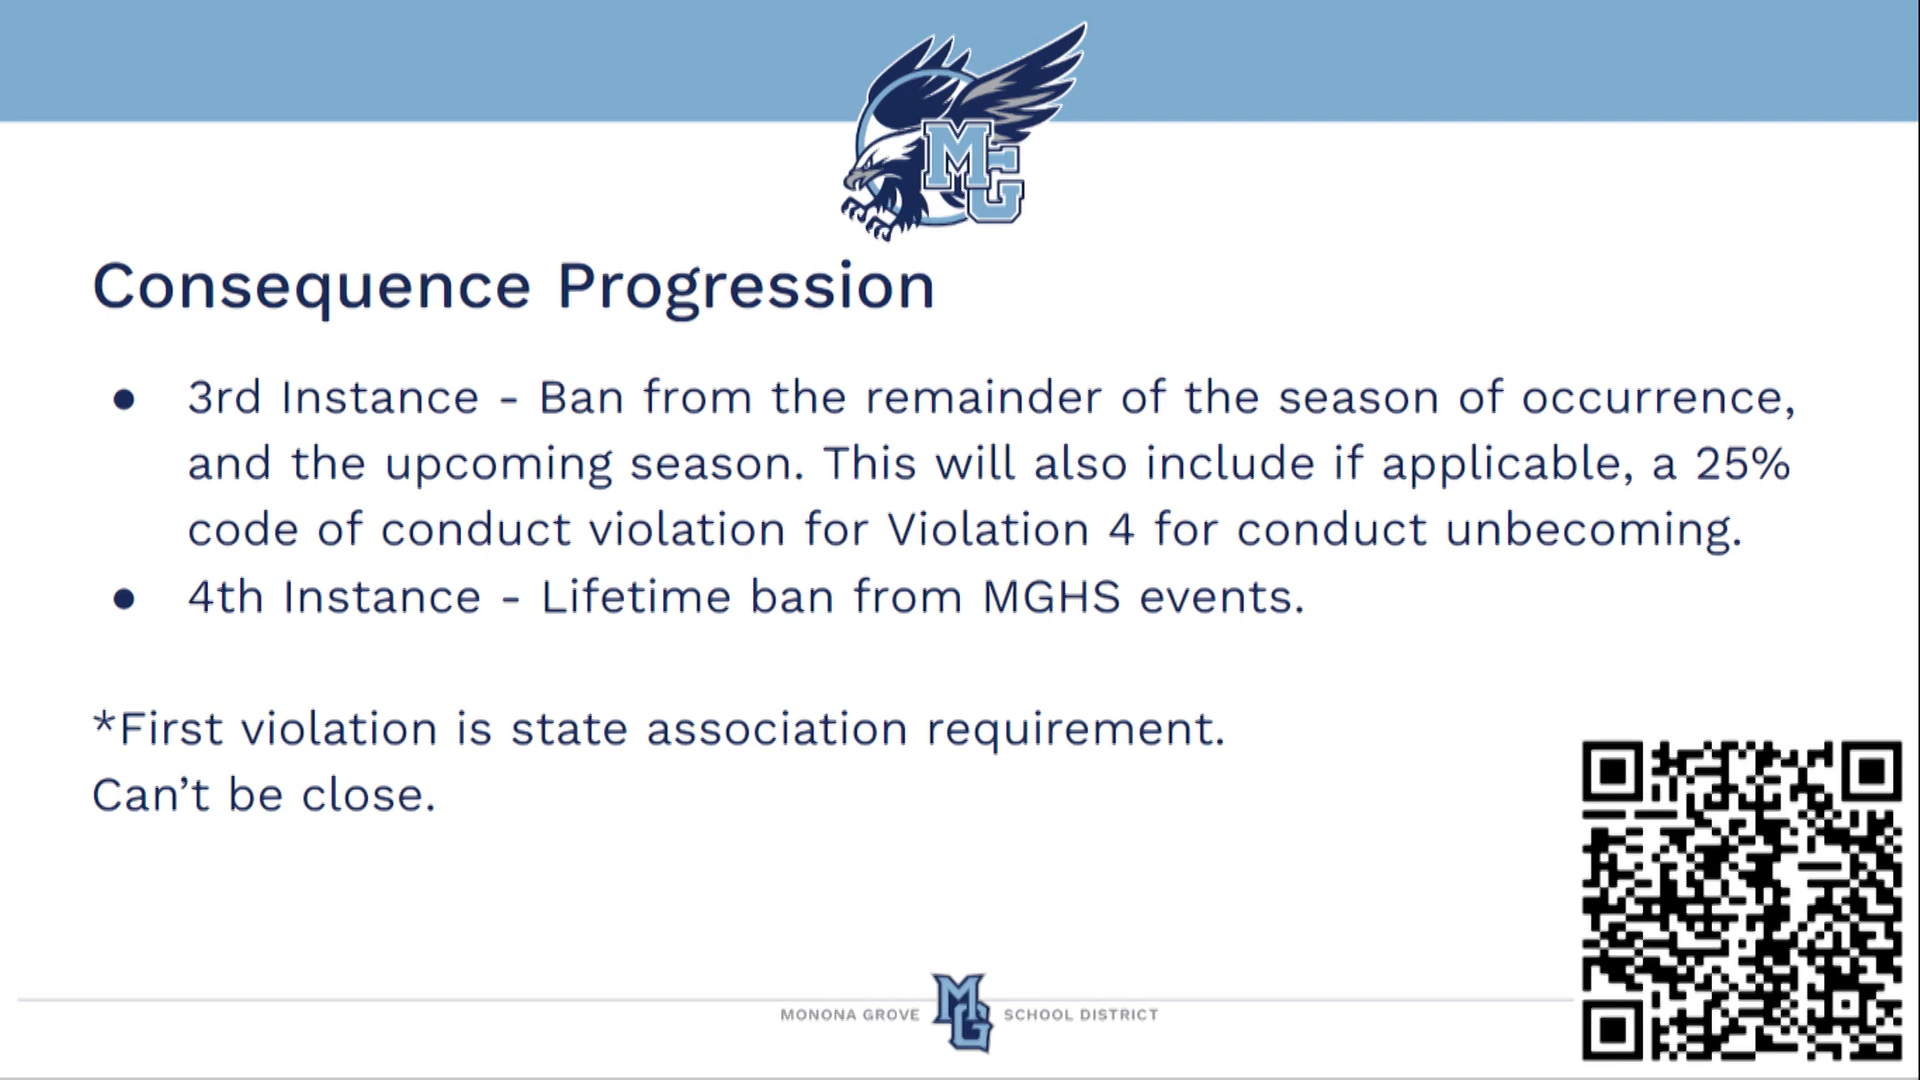 MG
Consequence Progression
● 3rd Instance - Ban from the remainder of the season of occurrence,
and the upcoming season. This will also include if applicable, a 25%
code of conduct violation for Violation 4 for conduct unbecoming.
● 4th Instance - Lifetime ban from MGHS events.
*First violation is state association requirement.
Can’t be close.
MONONA GROVE MG SCHOOL DISTRICT